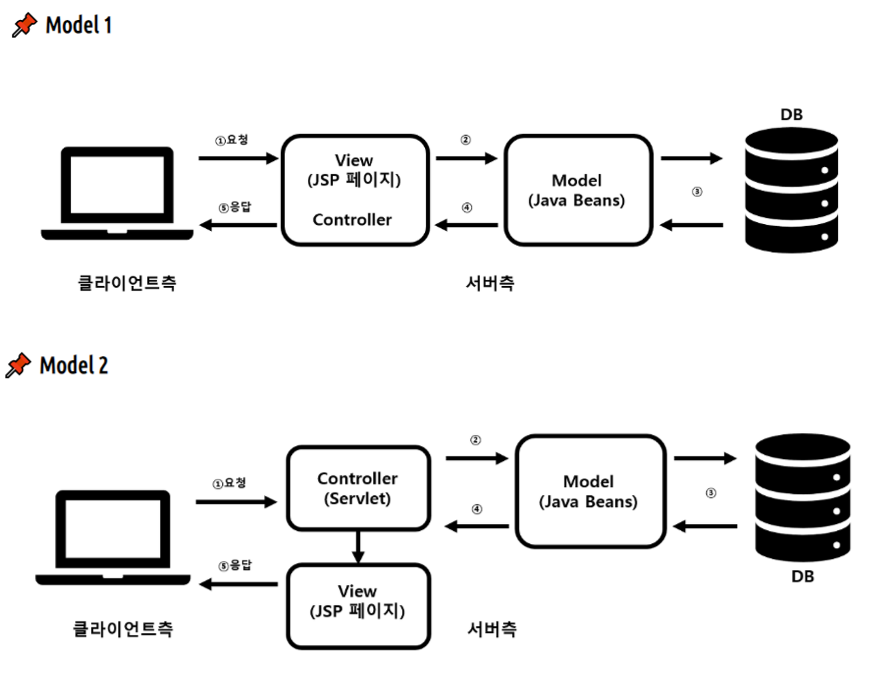 Model 1
DB
①요청
②
View
(JSP 페이지)
Model
(Java Beans)
③
⑤응답
④
Controller
클라이언트측
서버측
Model 2
②
Controller
(Servlet)
①요청
Model
(Java Beans)
③
④
⑤응답
View
(JSP 페이지)
DB
클라이언트측
서버측